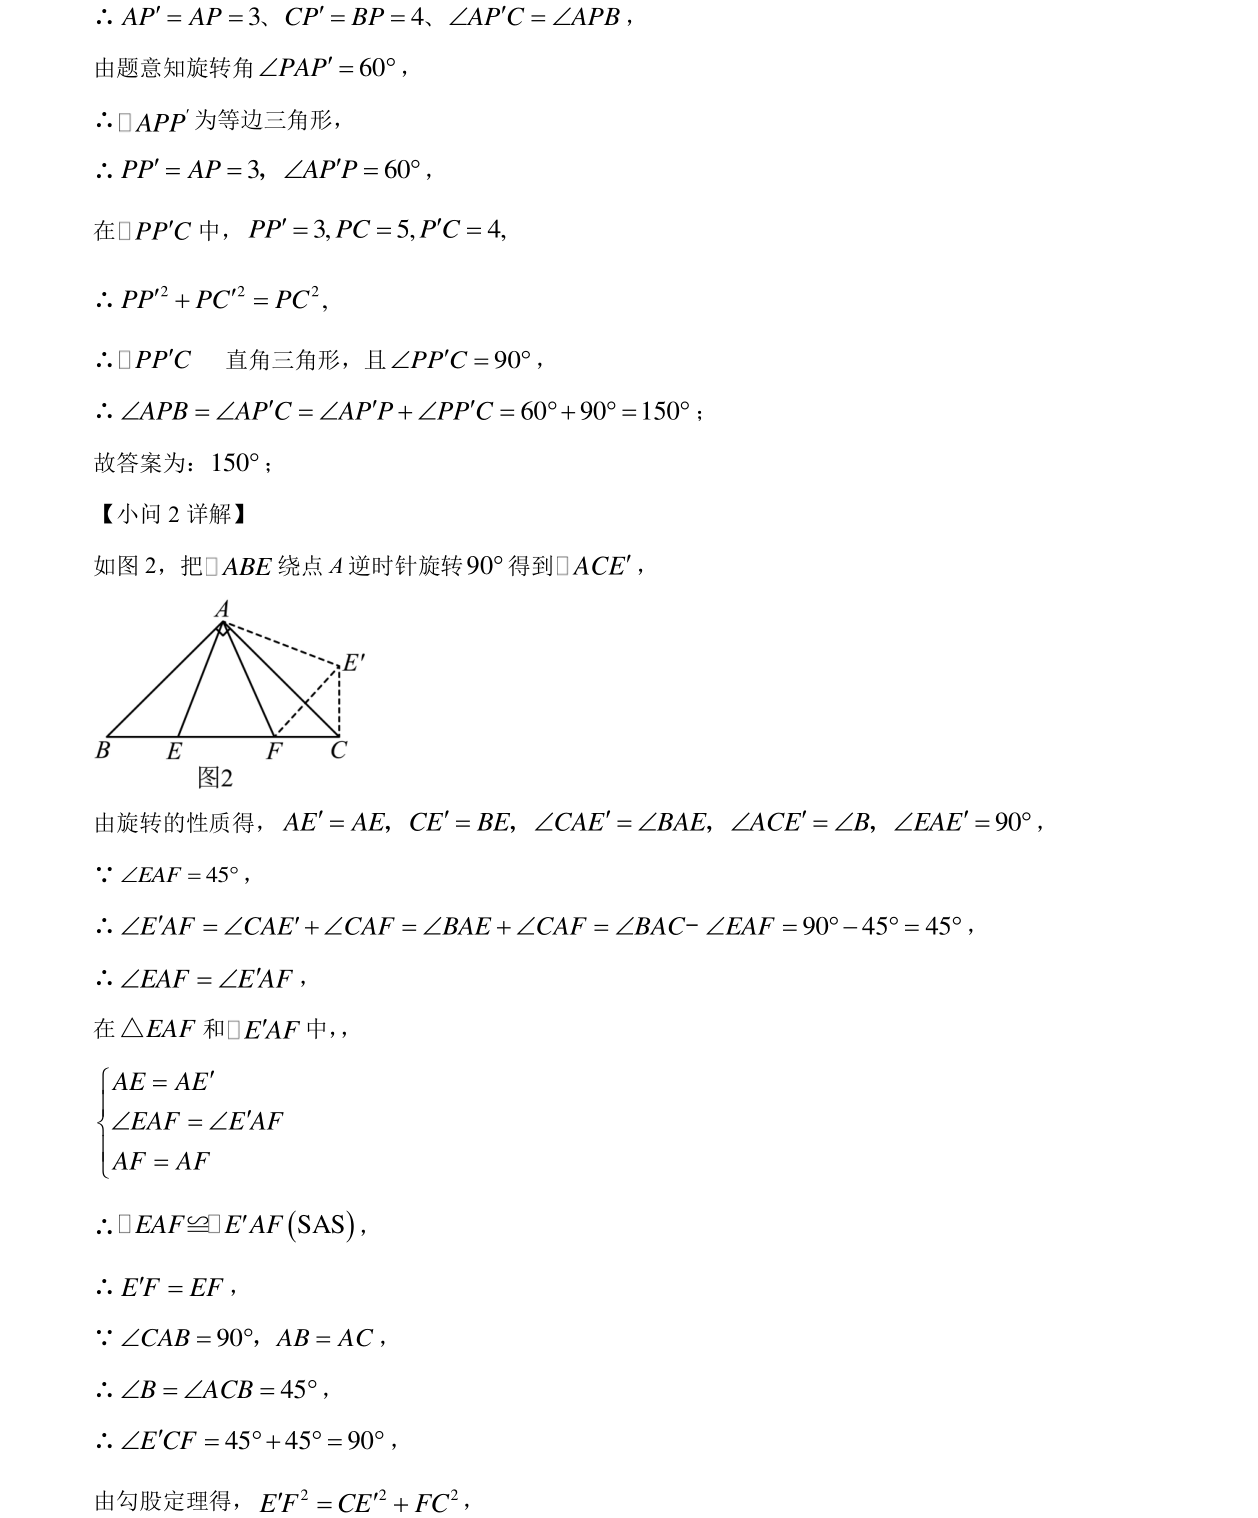 ∴ AP′ = AP = 3、CP′ = BP = 4、∠AP′C = ∠APB，
由题意知旋转角∠PAP′ = 60°，
∴□APP′为等边三角形，
∴ PP′ = AP = 3，∠AP′P = 60°，
在□PP′C 中， PP′ = 3, PC = 5, P′C = 4,
∴ PP′² + PC′² = PC²,
∴□PP′C 直角三角形，且∠PP′C = 90°，
∴ ∠APB = ∠AP′C = ∠AP′P + ∠PP′C = 60° + 90° = 150°；
故答案为：150°；
【小问 2 详解】
如图 2，把□ABE 绕点 A 逆时针旋转90° 得到□ACE′，
A
E′
B E F C
图2
由旋转的性质得， AE′ = AE，CE′ = BE，∠CAE′ = ∠BAE，∠ACE′ = ∠B，∠EAE′ = 90°，
∵ ∠EAF = 45°，
∴ ∠E′AF = ∠CAE′ + ∠CAF = ∠BAE + ∠CAF = ∠BAC− ∠EAF = 90° − 45° = 45°，
∴ ∠EAF = ∠E′AF，
在△EAF 和□E′AF 中，，
AE = AE′
∠EAF = ∠E′AF
AF = AF
∴□EAF≌□E′AF(SAS)，
∴ E′F = EF，
∵ ∠CAB = 90°，AB = AC，
∴ ∠B = ∠ACB = 45°，
∴ ∠E′CF = 45° + 45° = 90°，
由勾股定理得， E′F² = CE′² + FC²，